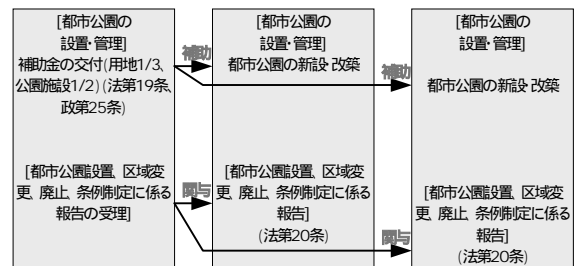 [都市公園の
設置・管理]
補助金の交付(用地1/3、
公園施設1/2)(法第19条、
政第25条)
[都市公園設置、区域変
更、廃止、条例制定に係る
報告の受理]
補助
関与
[都市公園の
設置・管理]
都市公園の新設・改築
[都市公園設置、区域変
更、廃止、条例制定に係る
報告]
(法第20条)
補助
関与
[都市公園の
設置・管理]
都市公園の新設・改築
[都市公園設置、区域変
更、廃止、条例制定に係る
報告]
(法第20条)